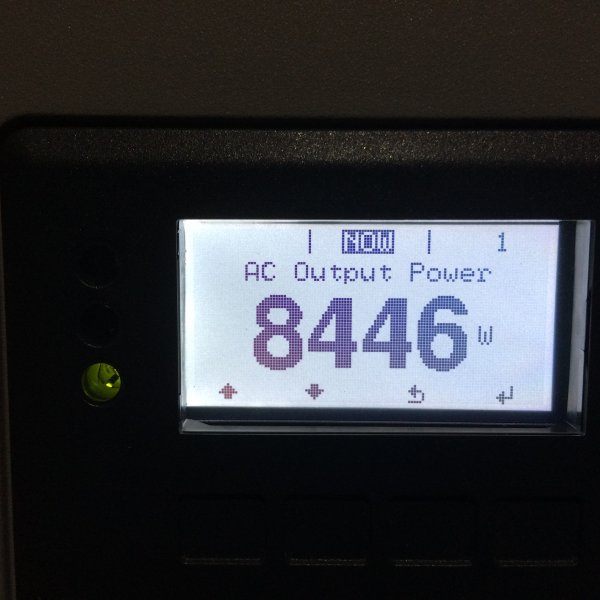 | NOW | 1
AC Output Power
8446 W